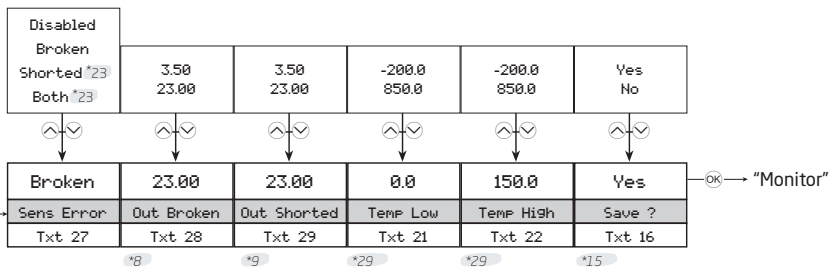 Disabled
Broken
Shorted *23
Both *23
3.50
23.00
3.50
23.00
-200.0
850.0
-200.0
850.0
Yes
No
Broken 23.00 23.00 0.0 150.0 Yes OK "Monitor"
Sens Error Out Broken Out Shorted Temp Low Temp High Save ?
Txt 27 Txt 28 Txt 29 Txt 21 Txt 22 Txt 16
*8 *9 *29 *29 *15